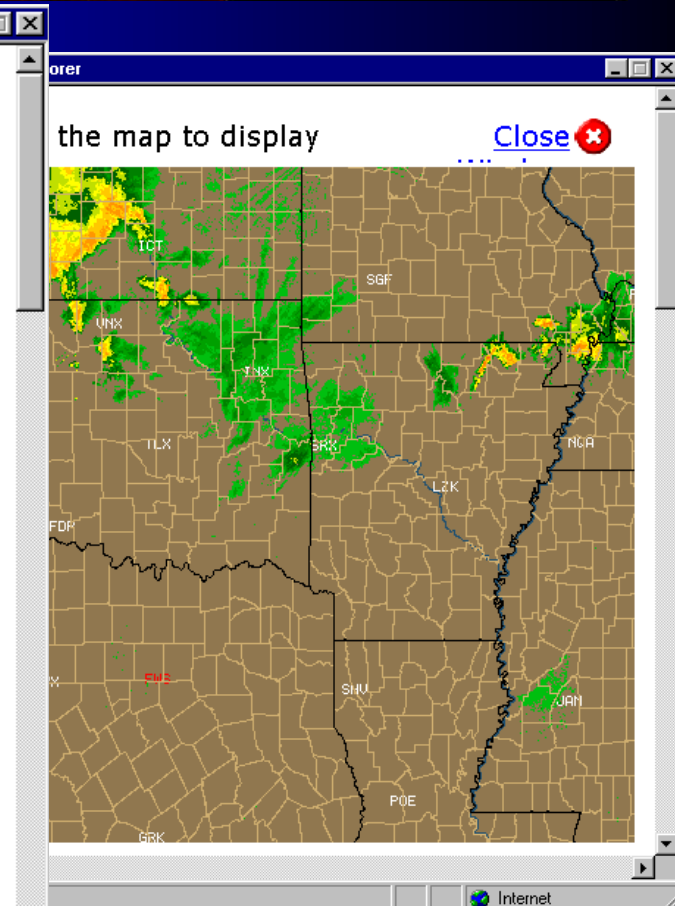 orer
the map to display Close
ICT
SGF
VNX
INX
TLX
SRX
NQA
LZK
FDR
FWS
SHV
JAN
POE
GRK
Internet